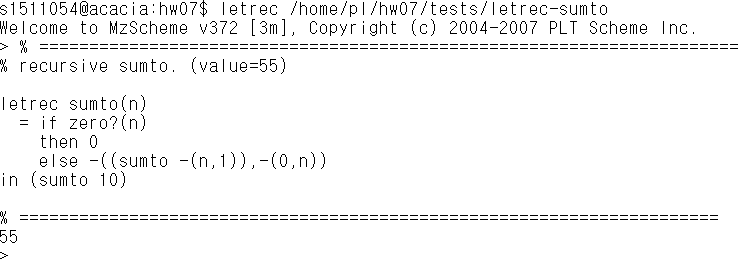 s1511054@acacia:hw07$ letrec /home/pl/hw07/tests/letrec-sumto
Welcome to MzScheme v372 [3m], Copyright (c) 2004-2007 PLT Scheme Inc.
> % ======================================================================
% recursive sumto. (value=55)
letrec sumto(n)
= if zero?(n)
then 0
else -((sumto -(n,1)),-(0,n))
in (sumto 10)
% ======================================================================
55
>